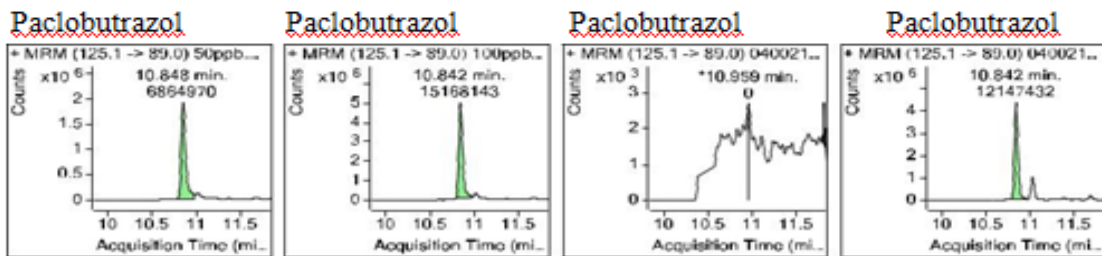 Paclobutrazol
+ MRM (125.1 -> 89.0) 50ppb...
Counts
x10 6
10.848 min.
6864970
2
1.5
1
0.5
0
10 10.5 11 11.5
Acquisition Time (mi...
Paclobutrazol
+ MRM (125.1 -> 89.0) 100ppb...
Counts
x10 6
10.842 min.
15168143
5
4
3
2
1
0
10 10.5 11 11.5
Acquisition Time (mi...
Paclobutrazol
+ MRM (125.1 -> 89.0) 040021...
Counts
x10 3
*10.959 min.
0
3
2
1
0
10 10.5 11 11.5
Acquisition Time (mi...
Paclobutrazol
+ MRM (125.1 -> 89.0) 040021...
Counts
x10 6
10.842 min.
12147432
4
3
2
1
0
10 10.5 11 11.5
Acquisition Time (mi...